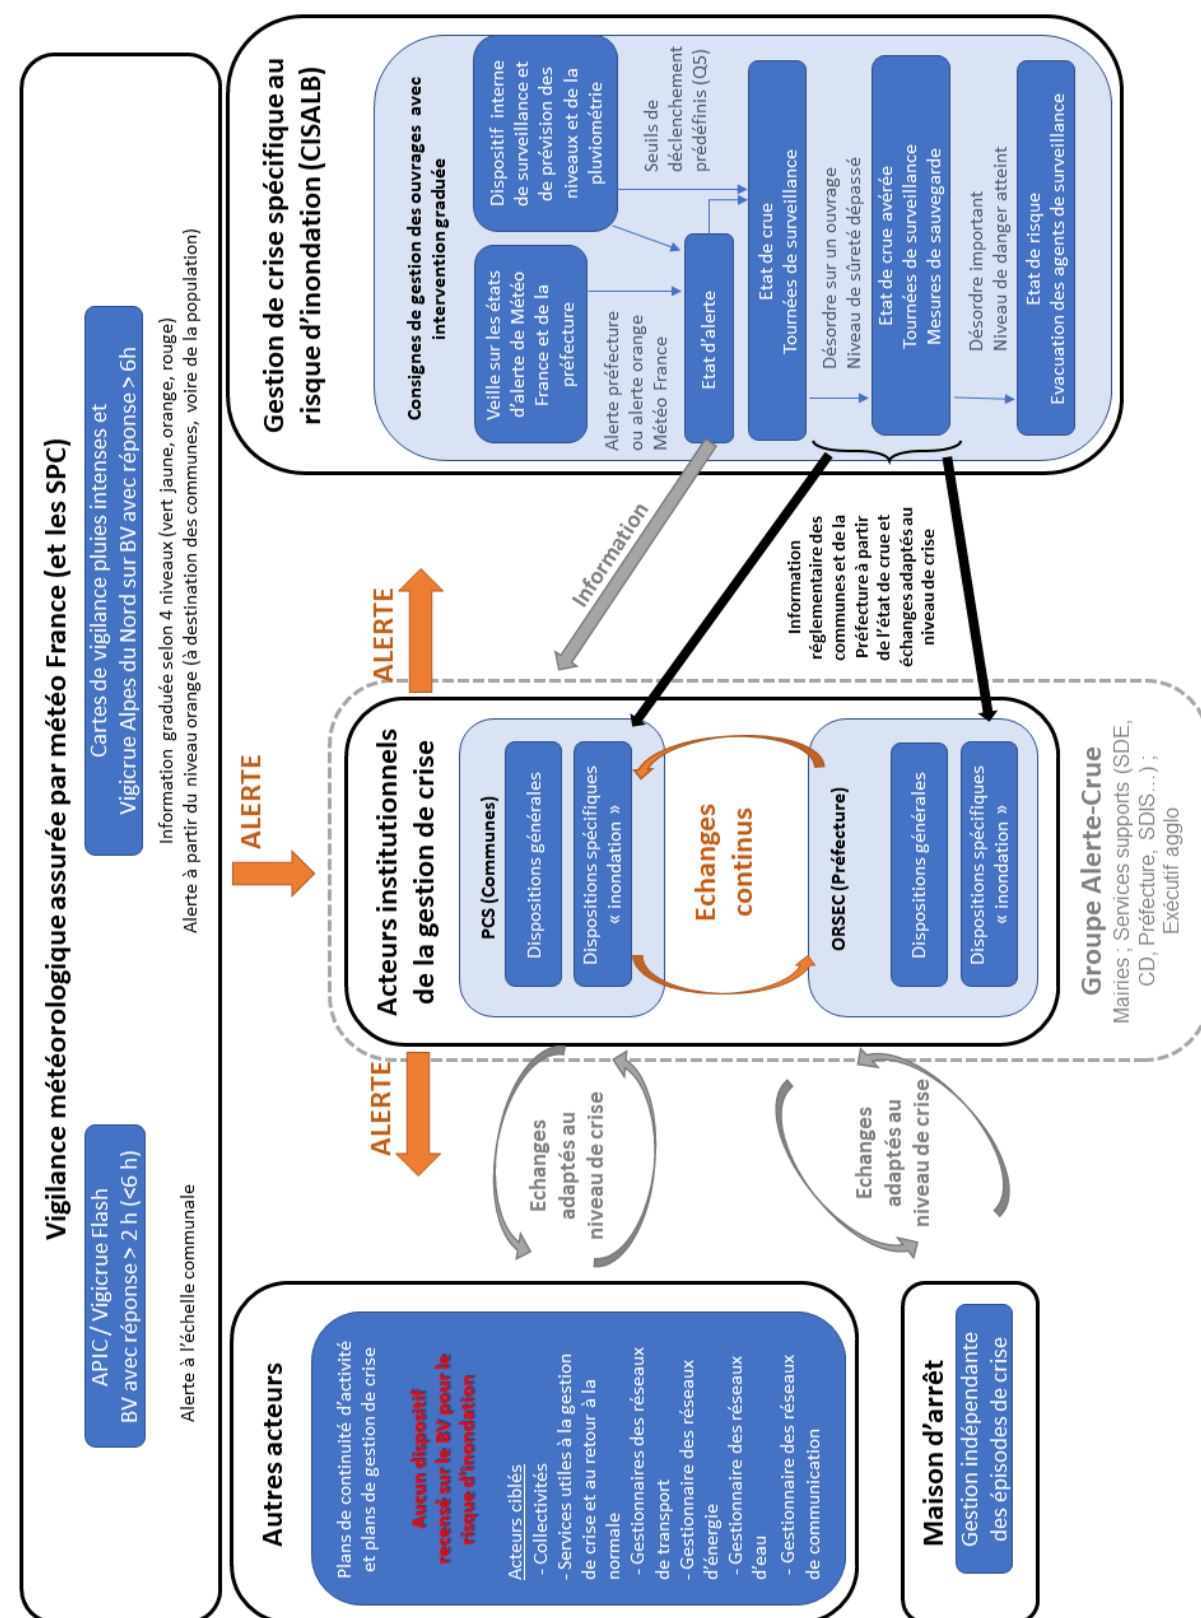 Vigilance météorologique assurée par météo France (et les SPC)
APIC / Vigicrue Flash
BV avec réponse > 2 h (<6 h)
Alerte à l'échelle communale
Cartes de vigilance pluies intenses et
Vigicrue Alpes du Nord sur BV avec réponse > 6h
Information graduée selon 4 niveaux (vert jaune, orange, rouge)
Alerte à partir du niveau orange (à destination des communes, voire de la population)
ALERTE
Autres acteurs
Plans de continuité d'activité
et plans de gestion de crise
Aucun dispositif
recensé sur le BV pour le
risque d'inondation
Acteurs ciblés
- Collectivités
- Services utiles à la gestion
de crise et au retour à la
normale
- Gestionnaires des réseaux
de transport
- Gestionnaire des réseaux
d'énergie
- Gestionnaire des réseaux
d'eau
- Gestionnaire des réseaux
de communication
Maison d'arrêt
Gestion indépendante
des épisodes de crise
ALERTE
Echanges
adaptés au
niveau de crise
Echanges
adaptés au
niveau de crise
Acteurs institutionnels
de la gestion de crise
PCS (Communes)
Dispositions générales
Dispositions spécifiques
« inondation »
Echanges
continus
ORSEC (Préfecture)
Dispositions générales
Dispositions spécifiques
« inondation »
Groupe Alerte-Crue
Mairies ; Services supports (SDE,
CD, Préfecture, SDIS...) ;
Exécutif agglo
ALERTE
Information
Information
réglementaire des
communes et de la
Préfecture à partir
de l'état de crue et
échanges adaptés au
niveau de crise
Gestion de crise spécifique au
risque d'inondation (CISALB)
Consignes de gestion des ouvrages avec
intervention graduée
Veille sur les états
d'alerte de Météo
France et de la
préfecture
Dispositif interne
de surveillance et
de prévision des
niveaux et de la
pluviométrie
Alerte préfecture
ou alerte orange
Météo France
Seuils de
déclenchement
prédéfinis (Q5)
Etat d'alerte
Etat de crue
Tournées de surveillance
Désordre sur un ouvrage
Niveau de sûreté dépassé
Etat de crue avérée
Tournées de surveillance
Mesures de sauvegarde
Désordre important
Niveau de danger atteint
Etat de risque
Evacuation des agents de surveillance